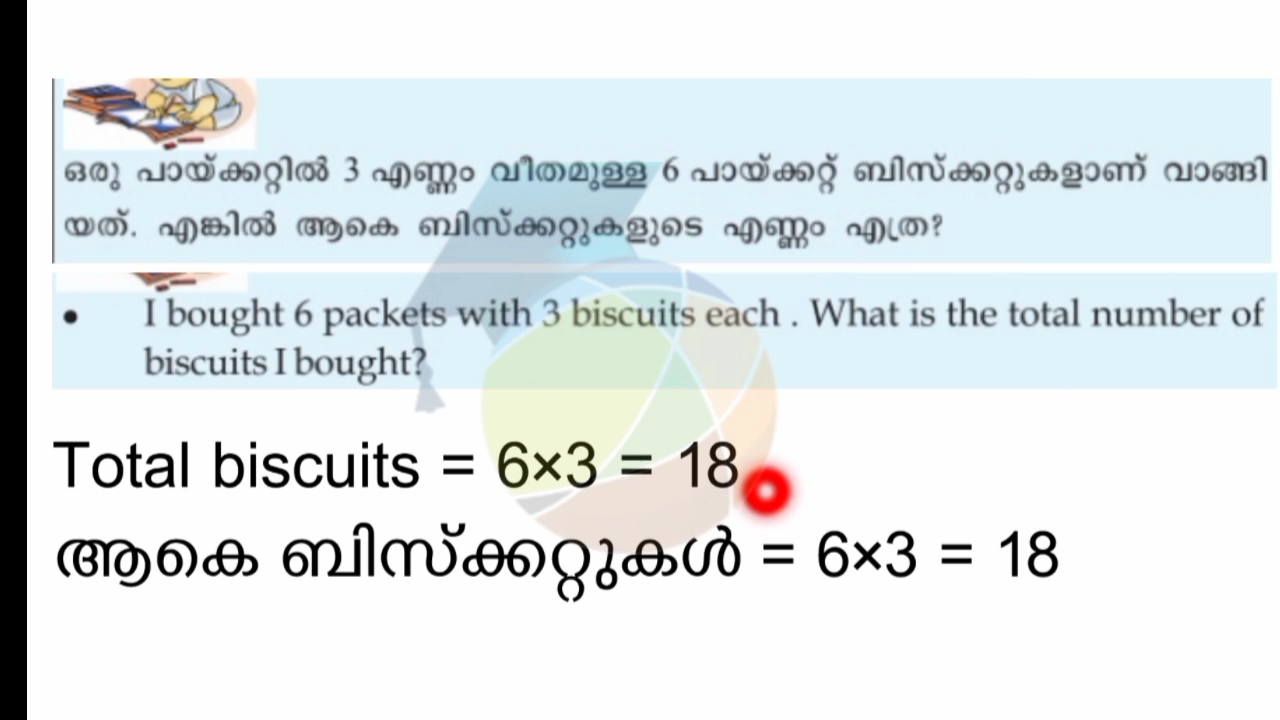 ഒരു പായ്ക്കറ്റിൽ 3 എണ്ണം വീതമുള്ള 6 പായ്ക്കറ്റ് ബിസ്ക്കറ്റുകളാണ് വാങ്ങി
യത്. എങ്കിൽ ആകെ ബിസ്ക്കറ്റുകളുടെ എണ്ണം എത്ര?
• I bought 6 packets with 3 biscuits each . What is the total number of
biscuits I bought?
Total biscuits = 6×3 = 18
ആകെ ബിസ്ക്കറ്റുകൾ = 6×3 = 18